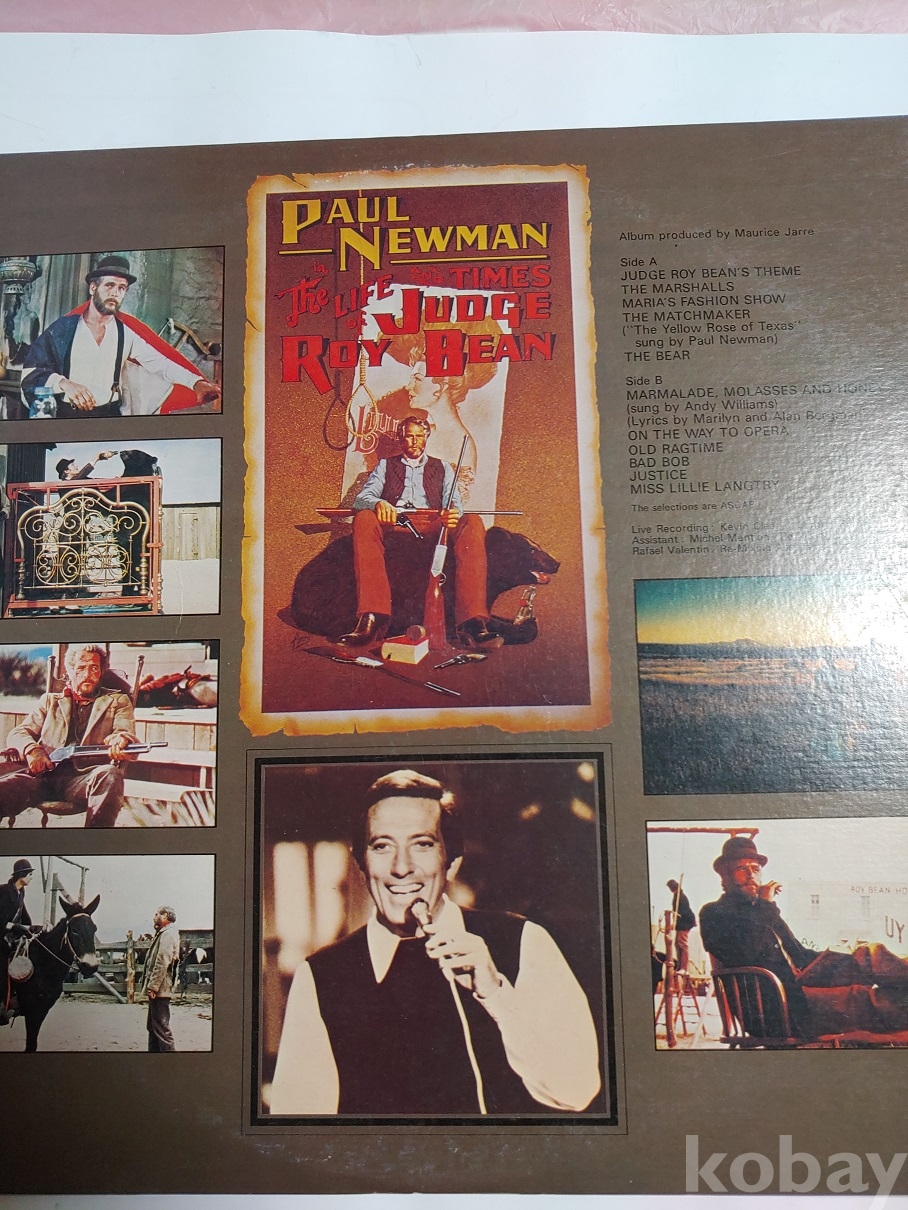 PAUL
NEWMAN
in
The LIFE and TIMES
of JUDGE
ROY BEAN
Album produced by Maurice Jarre
Side A
JUDGE ROY BEAN'S THEME
THE MARSHALLS
MARIA'S FASHION SHOW
THE MATCHMAKER
(''The Yellow Rose of Texas''
sung by Paul Newman)
THE BEAR
Side B
MARMALADE, MOLASSES AND
(sung by Andy Williams)
(Lyrics by Marilyn and Alan
ON THE WAY TO OPERA
OLD RAGTIME
BAD BOB
JUSTICE
MISS LILLIE LANGTRY
The selections are ASCAP
Live Recording : Kevin
Assistant : Michel
Rafael Valentin
ROY BEAN
UY
kobay